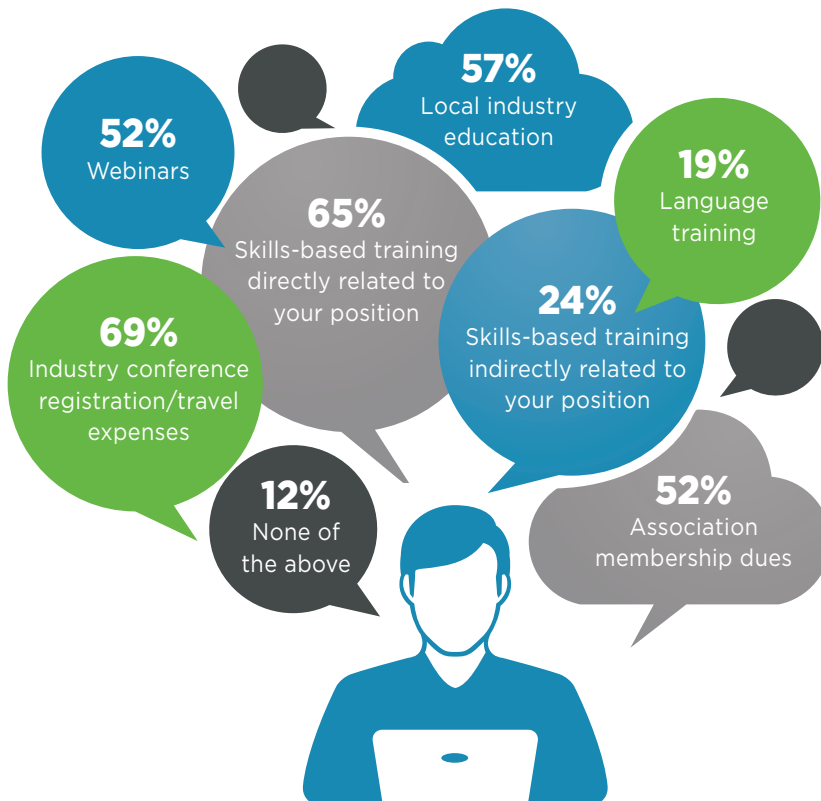 57%
Local industry
education
52%
Webinars
19%
Language
training
65%
Skills-based training
directly related to
your position
24%
Skills-based training
indirectly related to
your position
69%
Industry conference
registration/travel
expenses
12%
None of
the above
52%
Association
membership dues